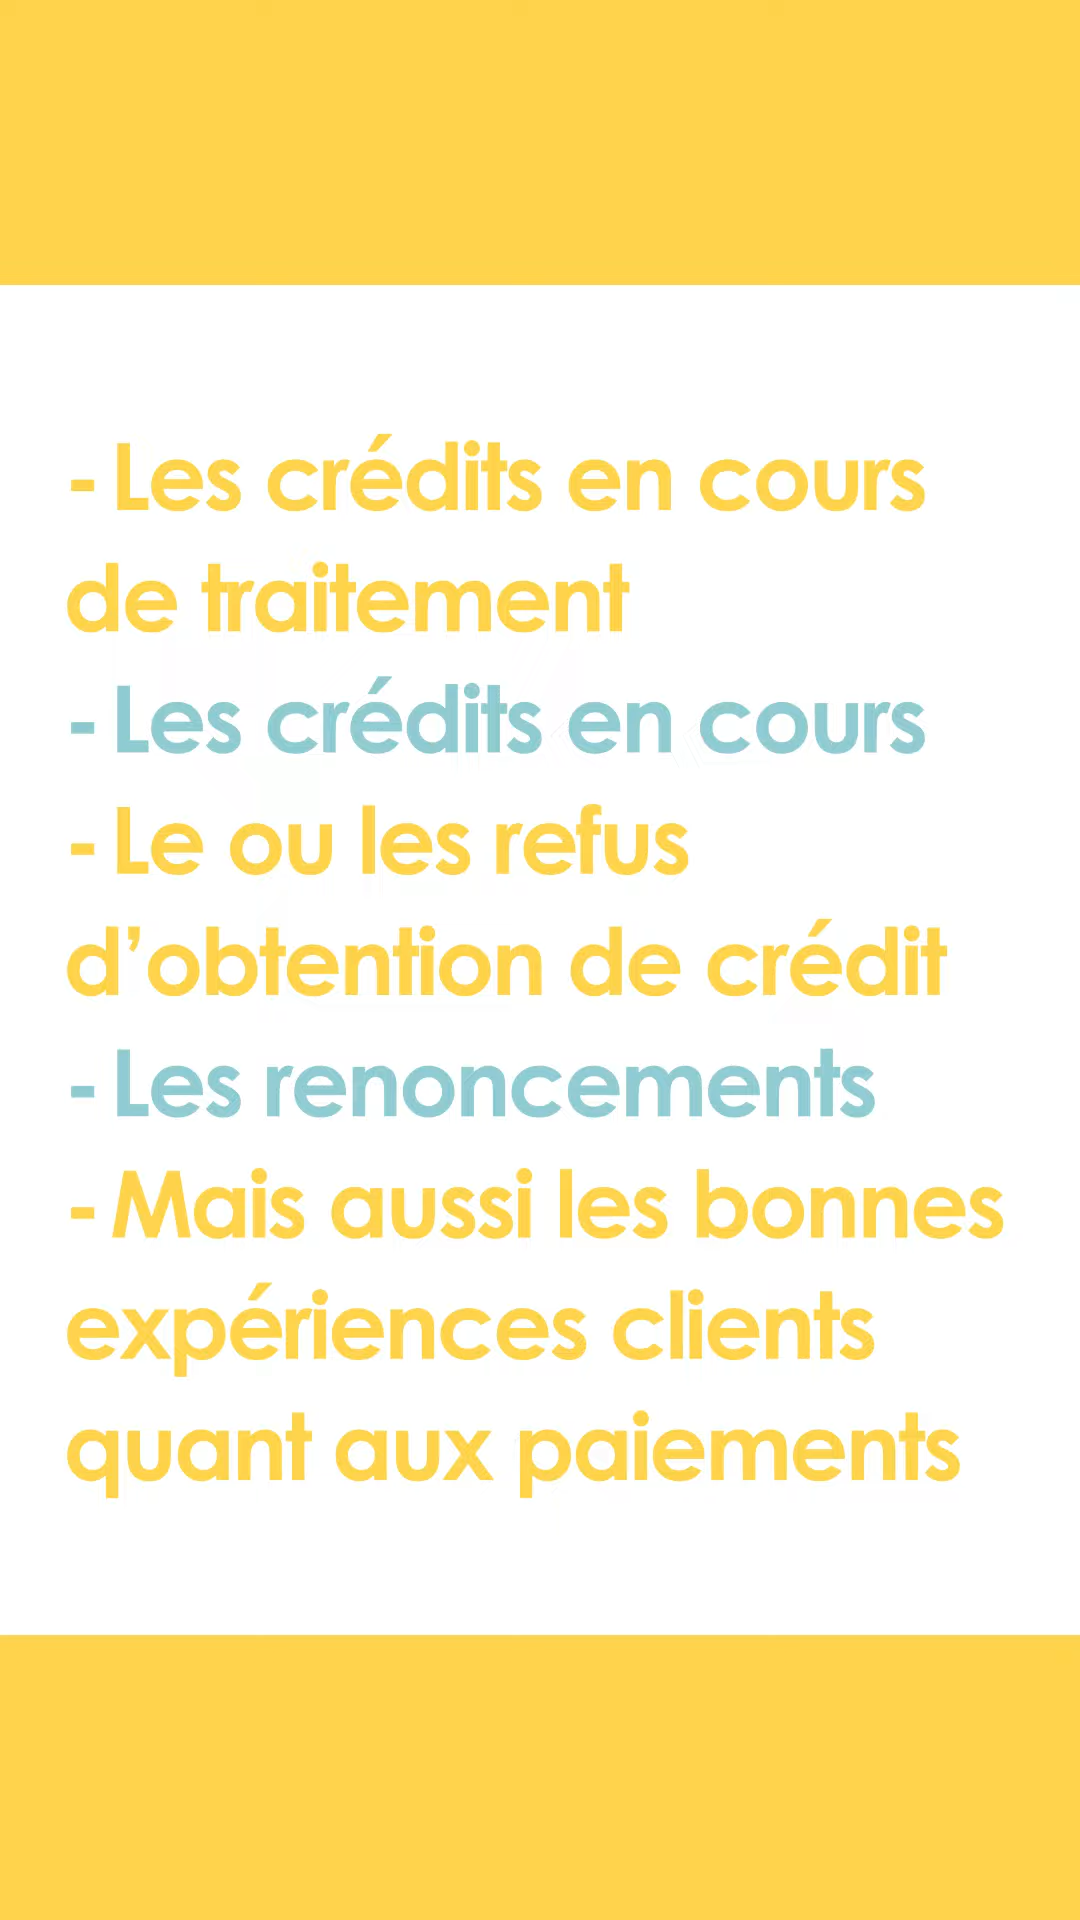 - Les crédits en cours
de traitement
- Les crédits en cours
- Le ou les refus
d’obtention de crédit
- Les renoncements
- Mais aussi les bonnes
expériences clients
quant aux paiements